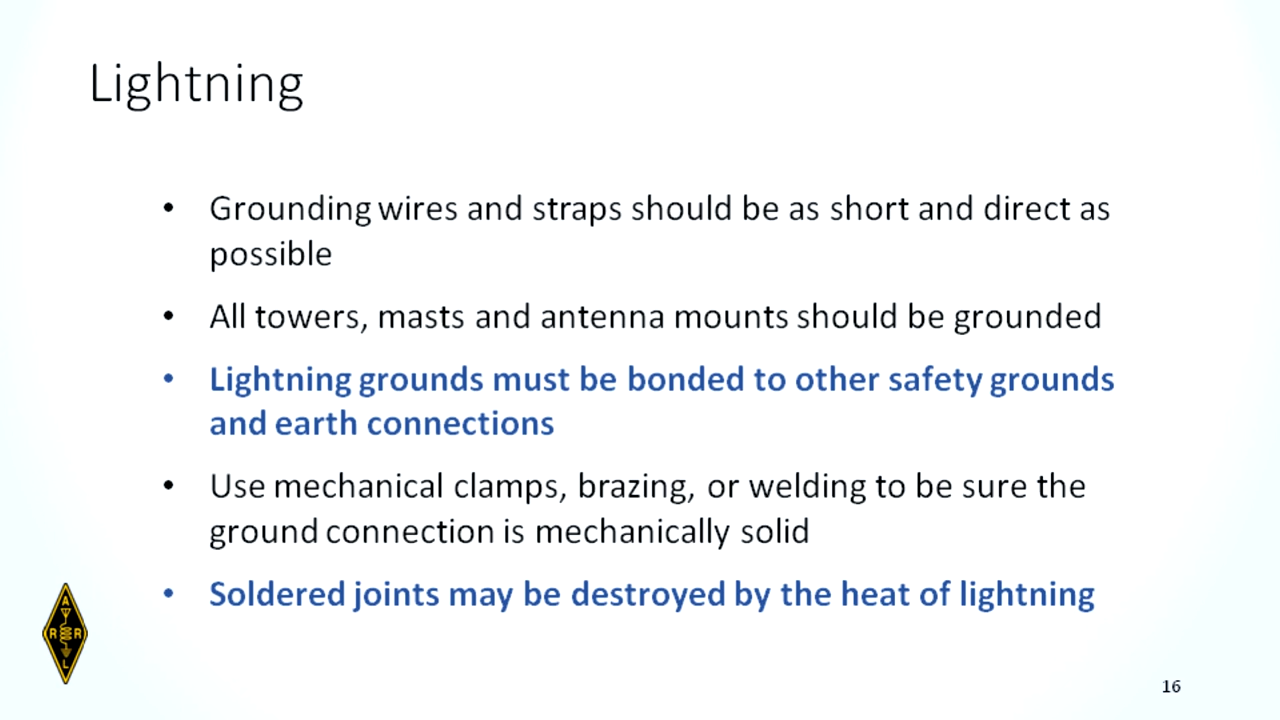 Lightning
• Grounding wires and straps should be as short and direct as
possible
• All towers, masts and antenna mounts should be grounded
• Lightning grounds must be bonded to other safety grounds
and earth connections
• Use mechanical clamps, brazing, or welding to be sure the
ground connection is mechanically solid
• Soldered joints may be destroyed by the heat of lightning
A
R R
L
16